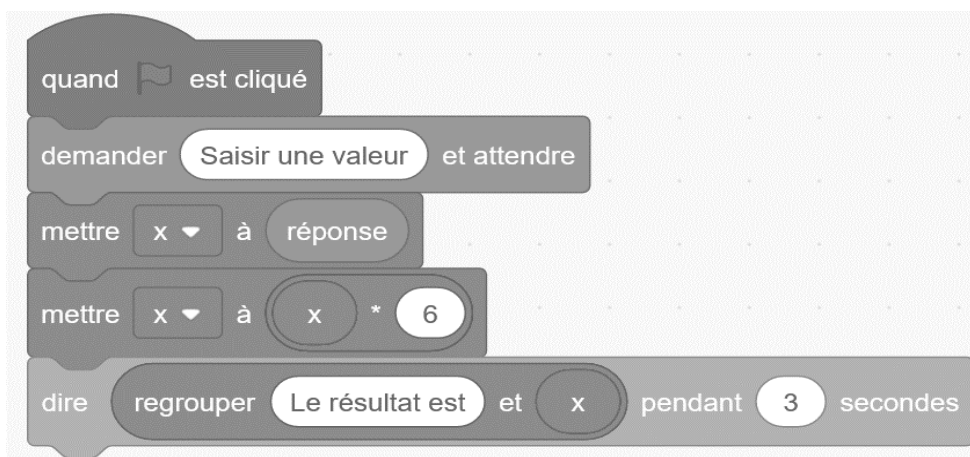 quand est cliqué
demander Saisir une valeur et attendre
mettre x à réponse
mettre x à x * 6
dire regrouper Le résultat est et x pendant 3 secondes